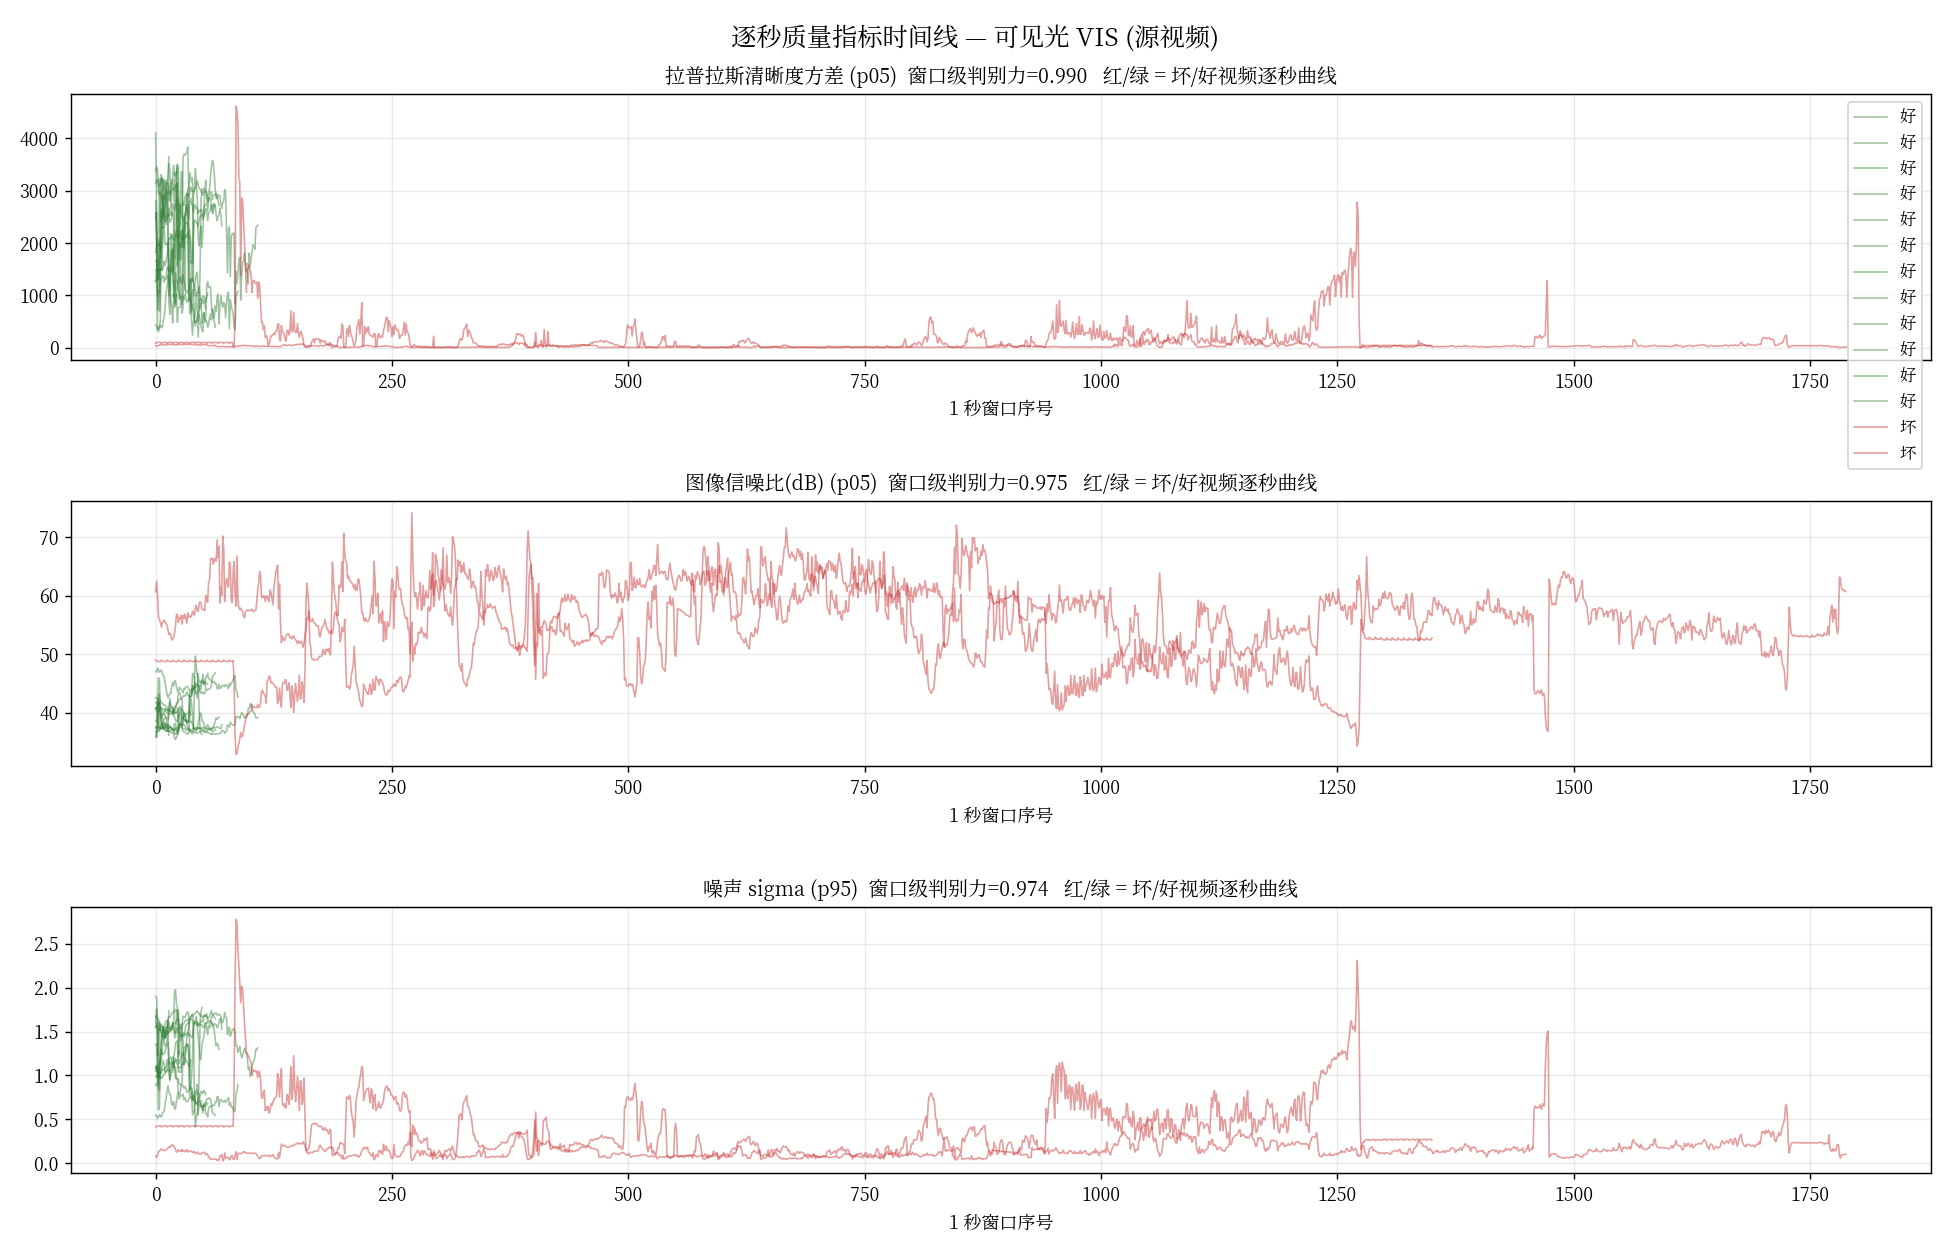 逐秒质量指标时间线 — 可见光 VIS (源视频)
拉普拉斯清晰度方差 (p05)  窗口级判别力=0.990   红/绿 = 坏/好视频逐秒曲线
4000
3000
2000
1000
0
0 250 500 750 1000 1250 1500 1750
1 秒窗口序号
好
好
好
好
好
好
好
好
好
好
好
好
坏
坏
图像信噪比(dB) (p05)  窗口级判别力=0.975   红/绿 = 坏/好视频逐秒曲线
70
60
50
40
0 250 500 750 1000 1250 1500 1750
1 秒窗口序号
噪声 sigma (p95)  窗口级判别力=0.974   红/绿 = 坏/好视频逐秒曲线
2.5
2.0
1.5
1.0
0.5
0.0
0 250 500 750 1000 1250 1500 1750
1 秒窗口序号